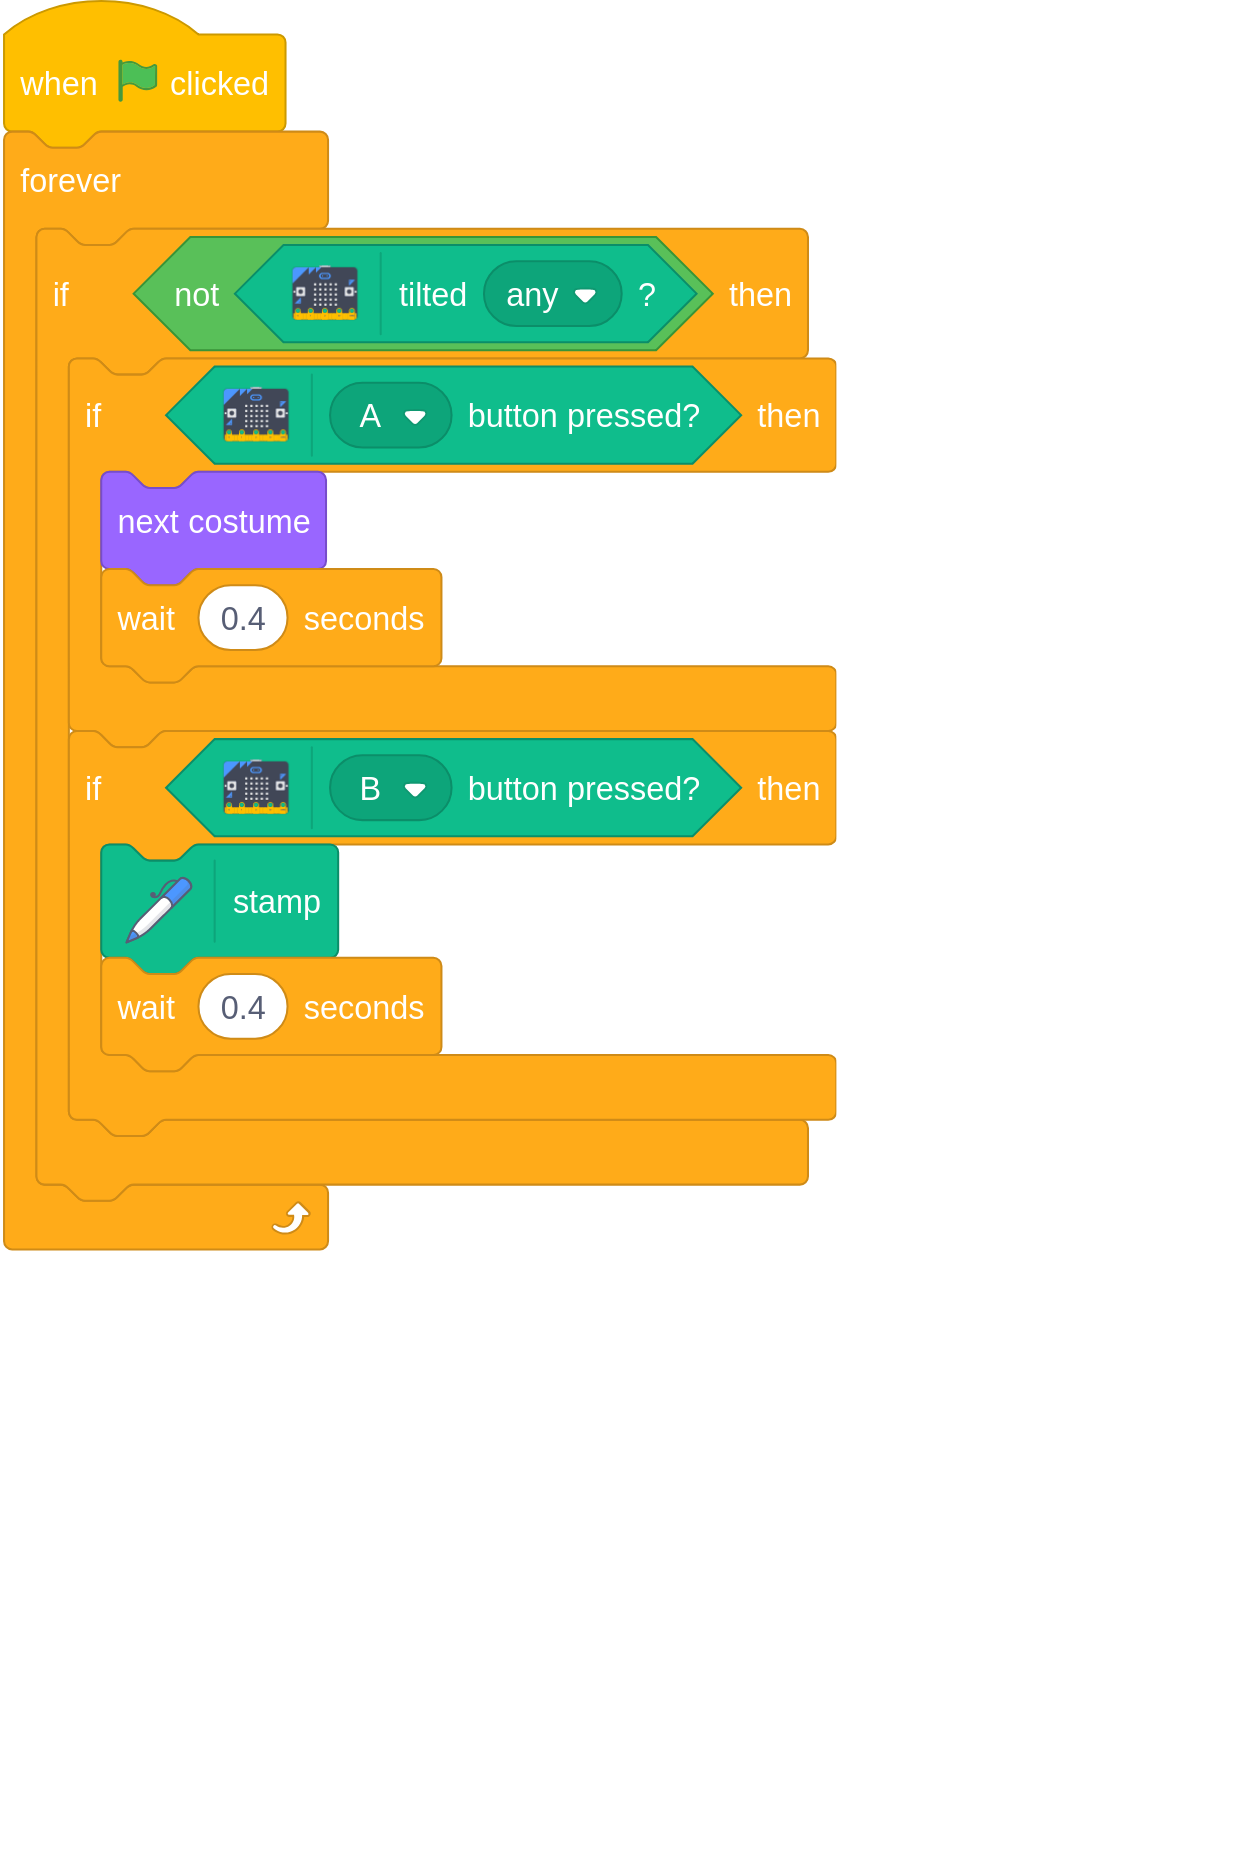 when clicked
forever
if not tilted any ? then
if A button pressed? then
next costume
wait 0.4 seconds
if B button pressed? then
stamp
wait 0.4 seconds